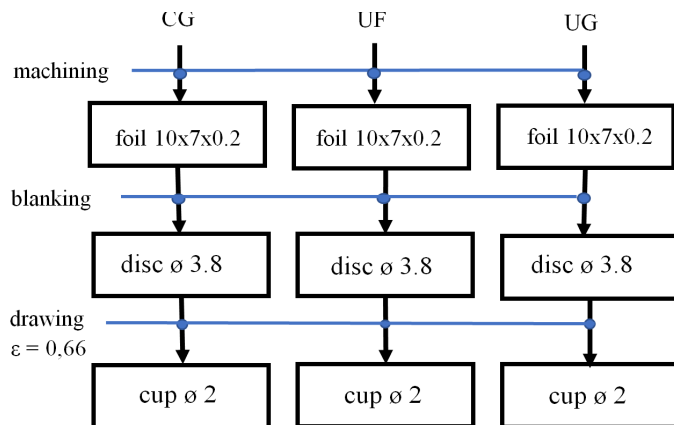 CG UF UG
machining
foil 10x7x0.2 foil 10x7x0.2 foil 10x7x0.2
blanking
disc ø 3.8 disc ø 3.8 disc ø 3.8
drawing
ε = 0,66
cup ø 2 cup ø 2 cup ø 2